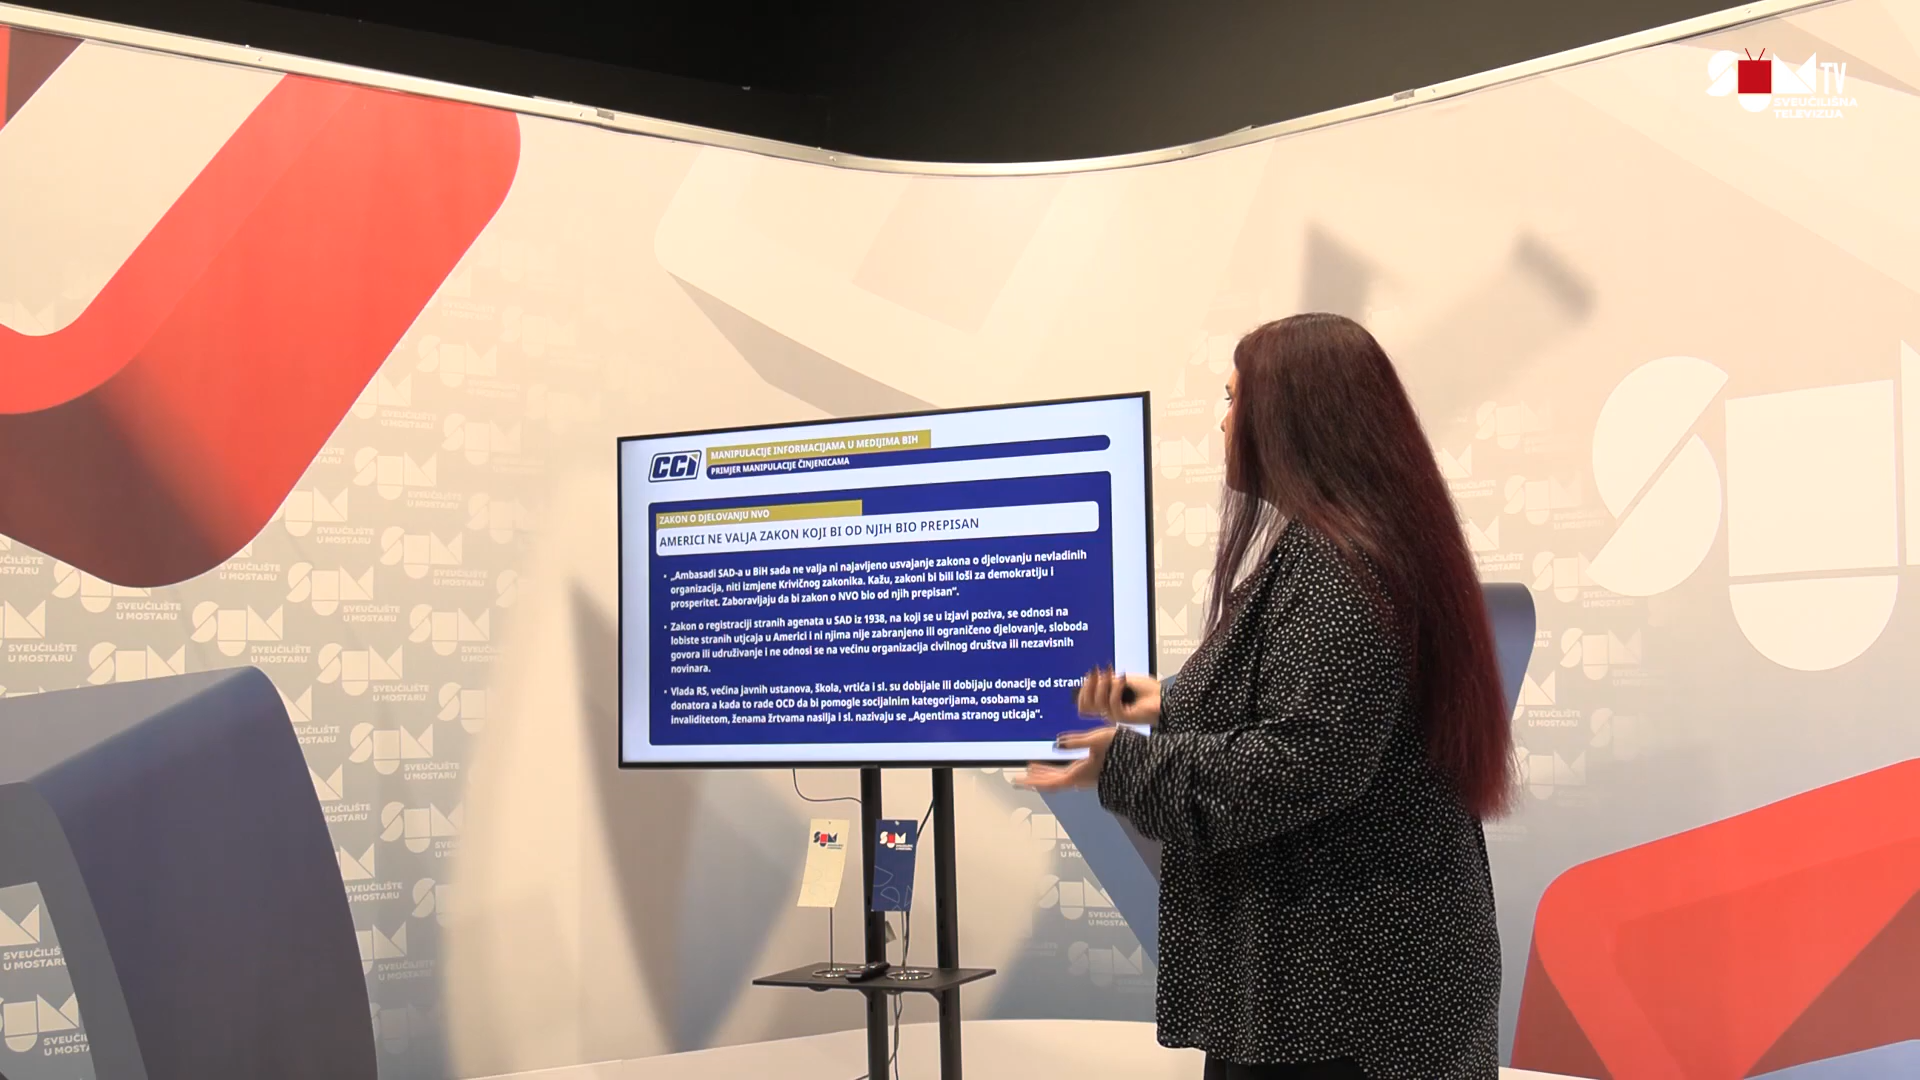 SUM TV
SVEUČILIŠNA
TELEVIZIJA
CCI
MANIPULACIJE INFORMACIJAMA U MEDIJIMA BIH
PRIMJER MANIPULACIJE ČINJENICAMA
ZAKON O DJELOVANJU NVO
AMERICI NE VALJA ZAKON KOJI BI OD NJIH BIO PREPISAN
• „Ambasadi SAD-a u BiH sada ne valja ni najavljeno usvajanje zakona o djelovanju nevladinih
organizacija, niti izmjene Krivičnog zakonika. Kažu, zakoni bi bili loši za demokratiju i
prosperitet. Zaboravljaju da bi zakon o NVO bio od njih prepisan“.
• Zakon o registraciji stranih agenata u SAD iz 1938, na koji se u izjavi poziva, se odnosi na
lobiste stranih utjcaja u Americi i ni njima nije zabranjeno ili ograničeno djelovanje, sloboda
govora ili udruživanje i ne odnosi se na većinu organizacija civilnog društva ili nezavisnih
novinara.
• Vlada RS, većina javnih ustanova, škola, vrtića i sl. su dobijale ili dobijaju donacije od stranih
donatora a kada to rade OCD da bi pomogle socijalnim kategorijama, osobama sa
invaliditetom, ženama žrtvama nasilja i sl. nazivaju se „Agentima stranog uticaja“.
SUM
SVEUČILIŠTE
U MOSTARU